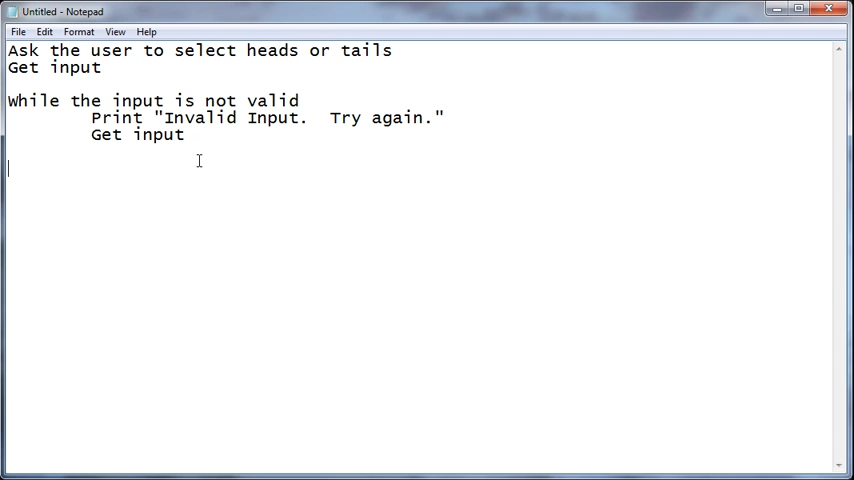 Untitled - Notepad
File Edit Format View Help
Ask the user to select heads or tails
Get input
While the input is not valid
Print "Invalid Input.  Try again."
Get input